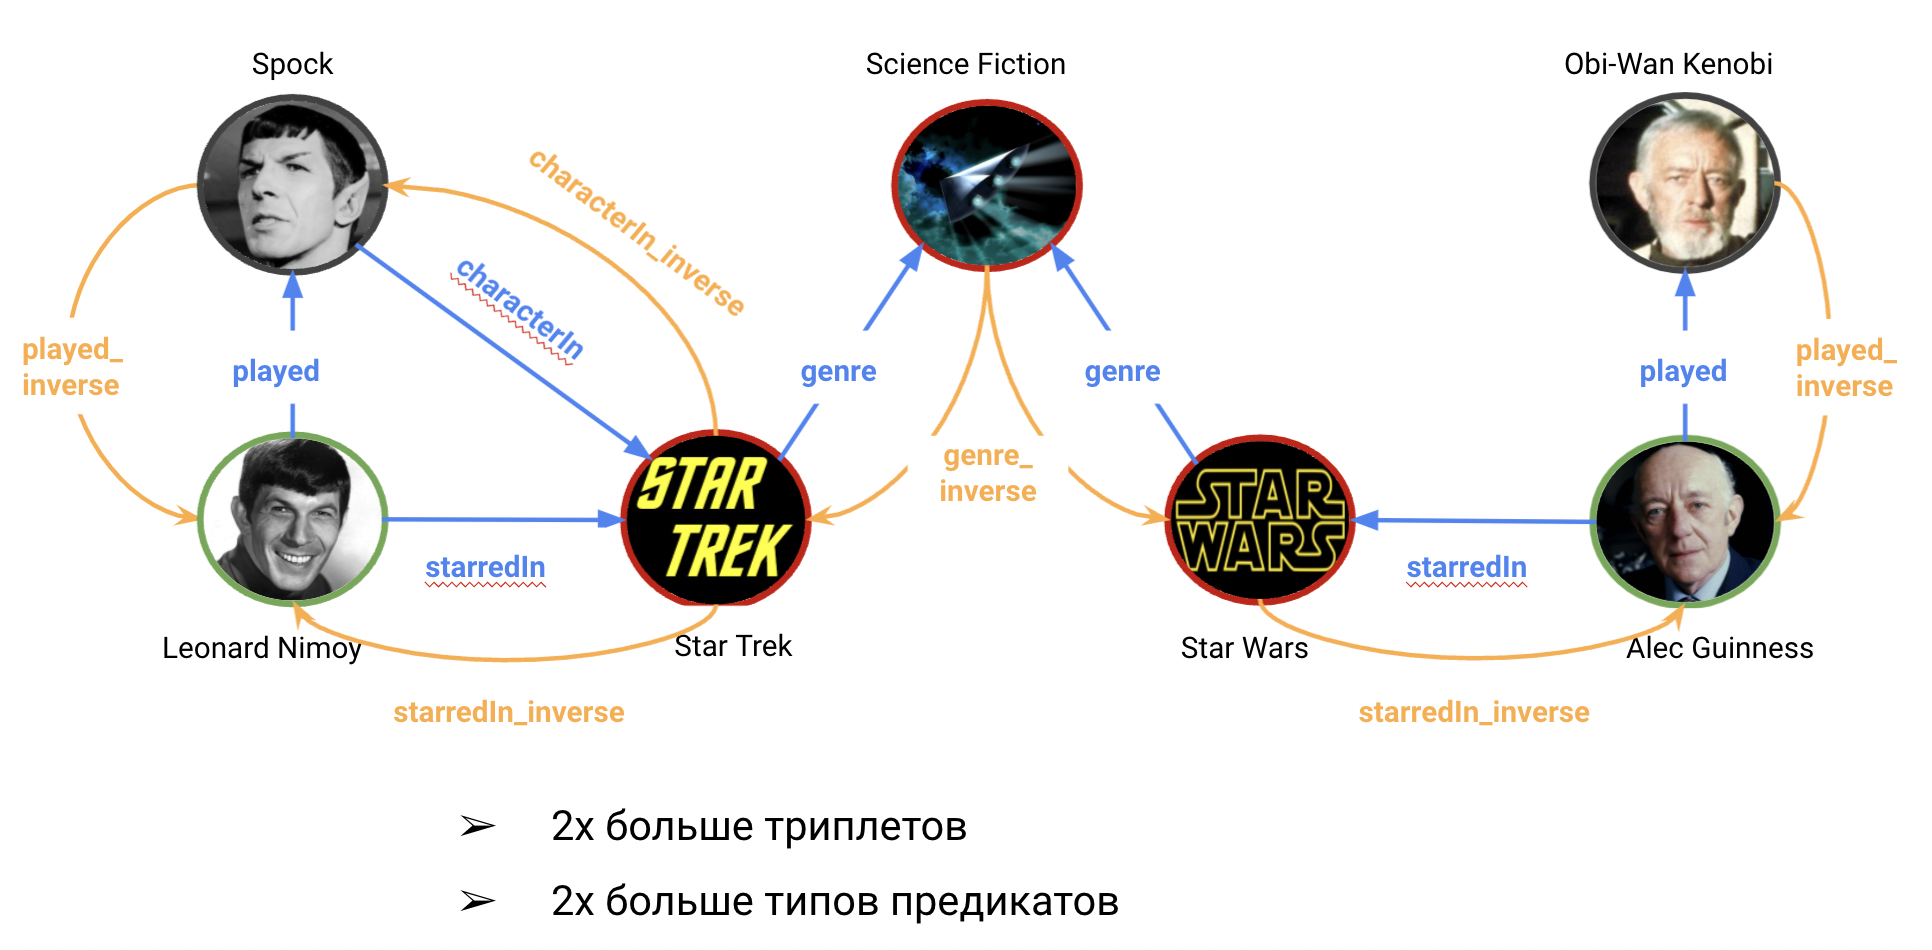 Spock
Science Fiction
Obi-Wan Kenobi
characterIn_inverse
characterIn
played_
inverse
played
genre
genre
played
played_
inverse
genre_
inverse
STAR
TREK
STAR
WARS
starredIn
starredIn
Leonard Nimoy
Star Trek
Star Wars
Alec Guinness
starredIn_inverse
starredIn_inverse
➢ 2x больше триплетов
➢ 2x больше типов предикатов